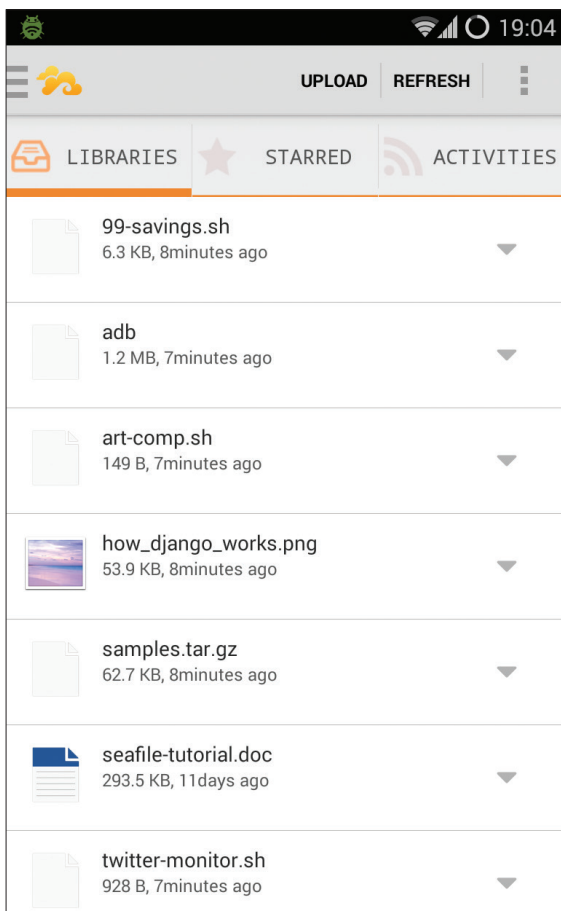 19:04
UPLOAD REFRESH
LIBRARIES STARRED ACTIVITIES
99-savings.sh
6.3 KB, 8minutes ago
adb
1.2 MB, 7minutes ago
art-comp.sh
149 B, 7minutes ago
how_django_works.png
53.9 KB, 8minutes ago
samples.tar.gz
62.7 KB, 8minutes ago
seafile-tutorial.doc
293.5 KB, 11days ago
twitter-monitor.sh
928 B, 7minutes ago